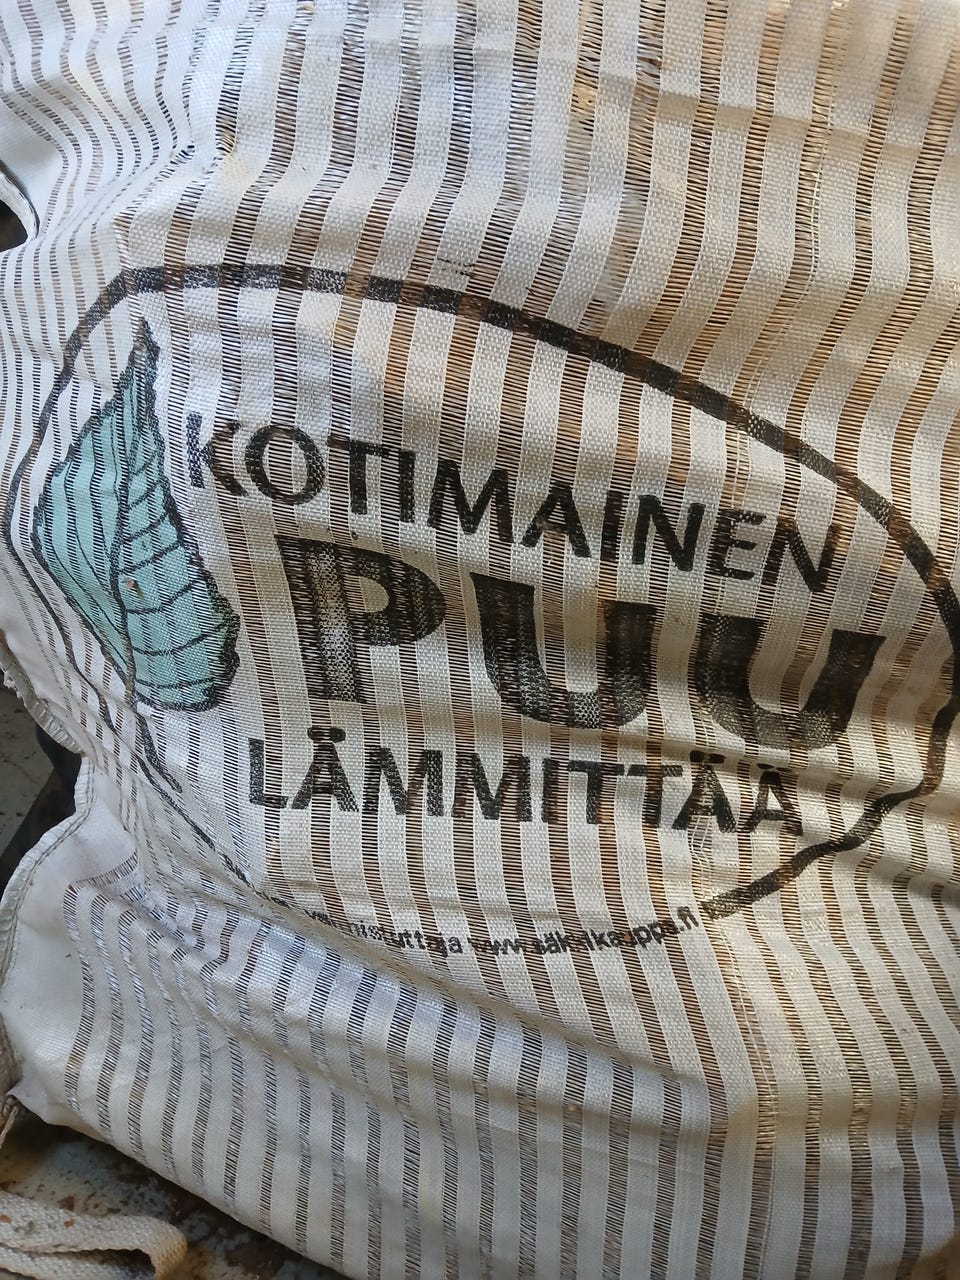 KOTIMAINEN
PUU
LÄMMITTÄÄ
www.säkkikauppa.fi